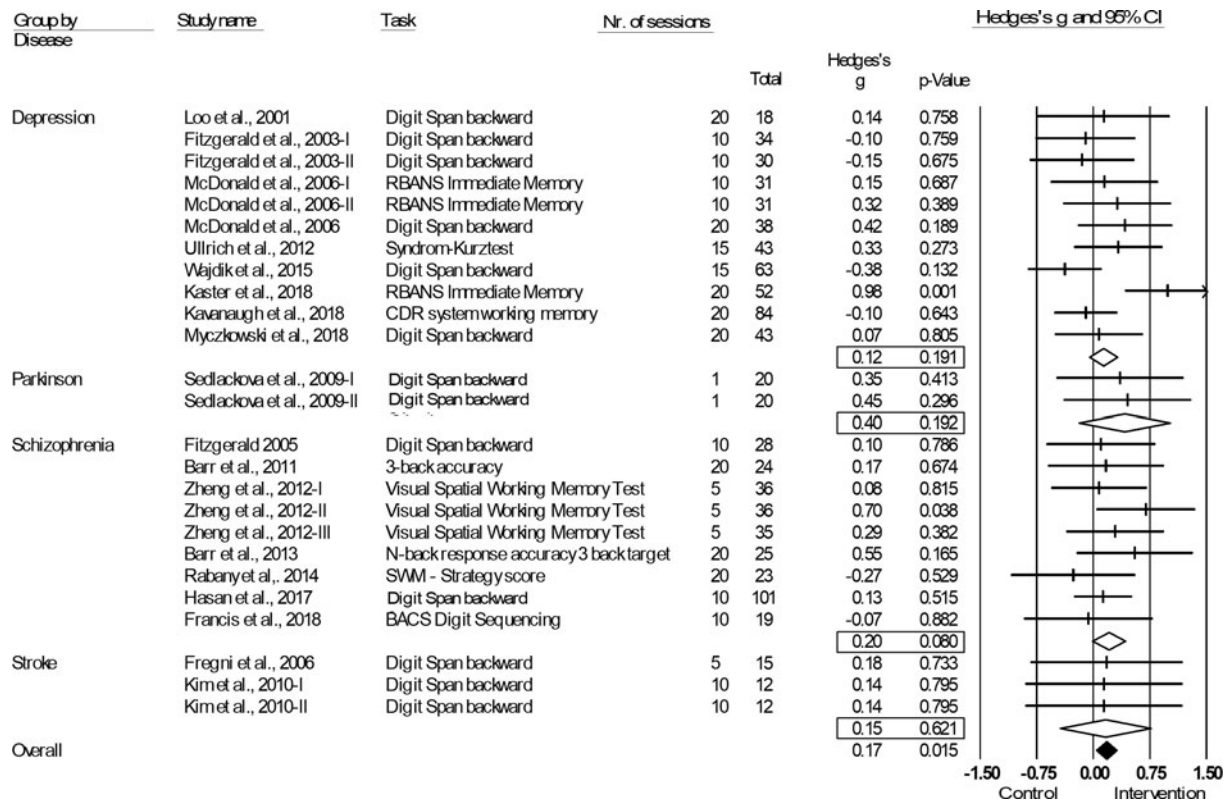 Group by Study name Task Nr. of sessions Hedges's g and 95% CI
Disease
Hedges's
Total g p-Value
Depression Loo et al., 2001 Digit Span backward 20 18 0.14 0.758
Fitzgerald et al., 2003-I Digit Span backward 10 34 -0.10 0.759
Fitzgerald et al., 2003-II Digit Span backward 10 30 -0.15 0.675
McDonald et al., 2006-I RBANS Immediate Memory 10 31 0.15 0.687
McDonald et al., 2006-II RBANS Immediate Memory 10 31 0.32 0.389
McDonald et al., 2006 Digit Span backward 20 38 0.42 0.189
Ullrich et al., 2012 Syndrom-Kurztest 15 43 0.33 0.273
Wajdik et al., 2015 Digit Span backward 15 63 -0.38 0.132
Kaster et al., 2018 RBANS Immediate Memory 20 52 0.98 0.001
Kavanaugh et al., 2018 CDR system working memory 20 84 -0.10 0.643
Myczkowski et al., 2018 Digit Span backward 20 43 0.07 0.805
0.12 0.191
Parkinson Sedlackova et al., 2009-I Digit Span backward 1 20 0.35 0.413
Sedlackova et al., 2009-II Digit Span backward 1 20 0.45 0.296
0.40 0.192
Schizophrenia Fitzgerald 2005 Digit Span backward 10 28 0.10 0.786
Barr et al., 2011 3-back accuracy 20 24 0.17 0.674
Zheng et al., 2012-I Visual Spatial Working Memory Test 5 36 0.08 0.815
Zheng et al., 2012-II Visual Spatial Working Memory Test 5 36 0.70 0.038
Zheng et al., 2012-III Visual Spatial Working Memory Test 5 35 0.29 0.382
Barr et al., 2013 N-back response accuracy 3 back target 20 25 0.55 0.165
Rabany et al,. 2014 SWM - Strategy score 20 23 -0.27 0.529
Hasan et al., 2017 Digit Span backward 10 101 0.13 0.515
Francis et al., 2018 BACS Digit Sequencing 10 19 -0.07 0.882
0.20 0.080
Stroke Fregni et al., 2006 Digit Span backward 5 15 0.18 0.733
Kim et al., 2010-I Digit Span backward 10 12 0.14 0.795
Kim et al., 2010-II Digit Span backward 10 12 0.14 0.795
0.15 0.621
Overall 0.17 0.015
-1.50 -0.75 0.00 0.75 1.50
Control Intervention